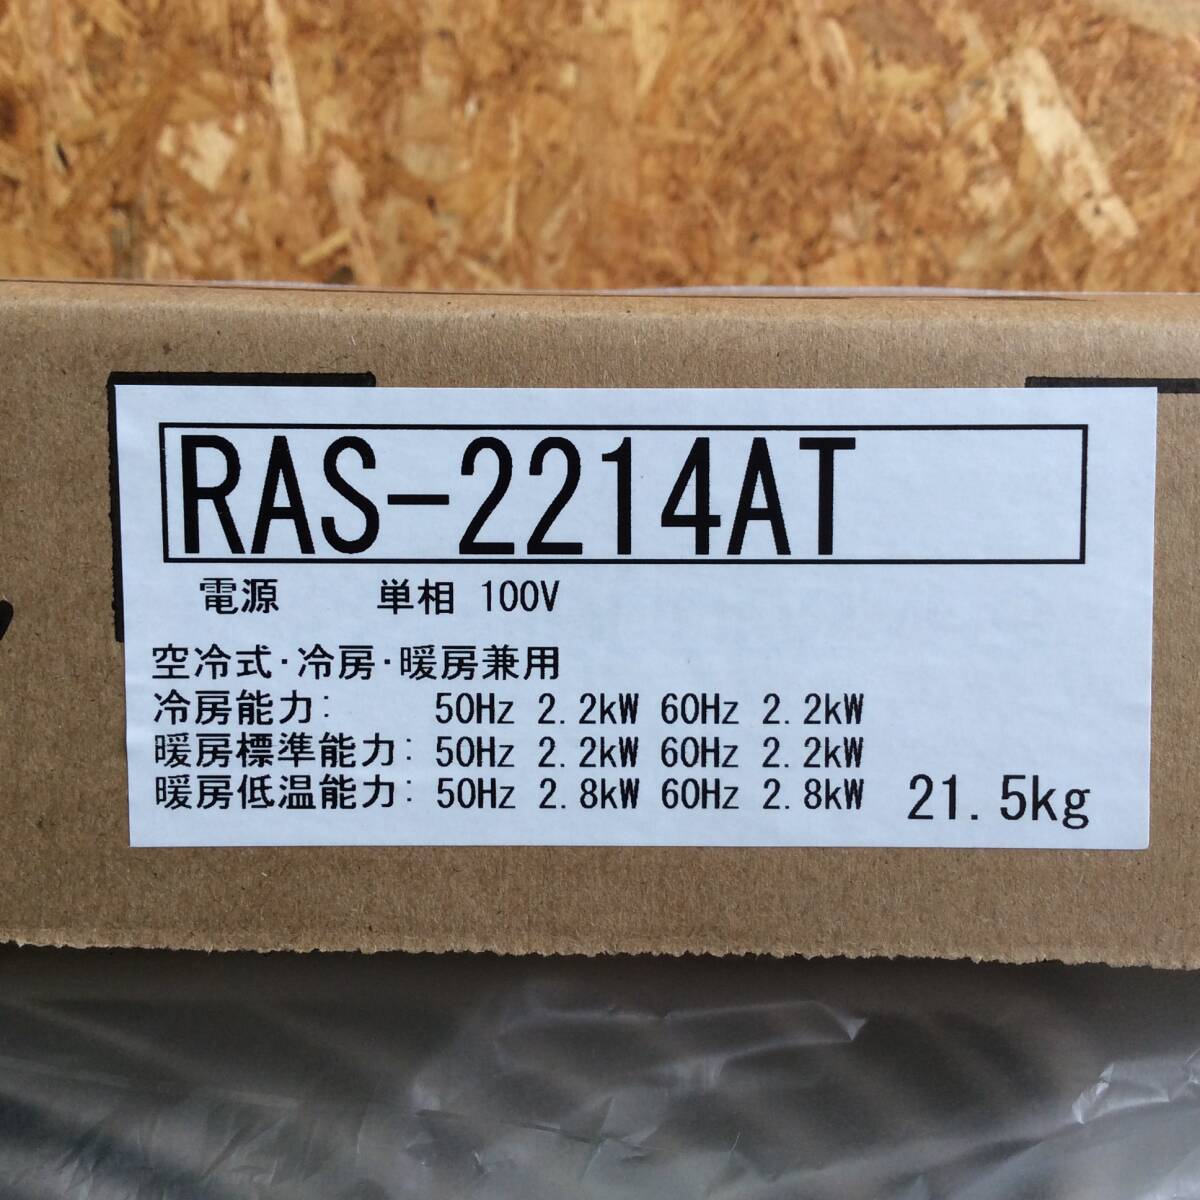 RAS-2214AT
電源 単相 100V
空冷式・冷房・暖房兼用
冷房能力: 50Hz 2.2kW 60Hz 2.2kW
暖房標準能力: 50Hz 2.2kW 60Hz 2.2kW
暖房低温能力: 50Hz 2.8kW 60Hz 2.8kW 21.5kg